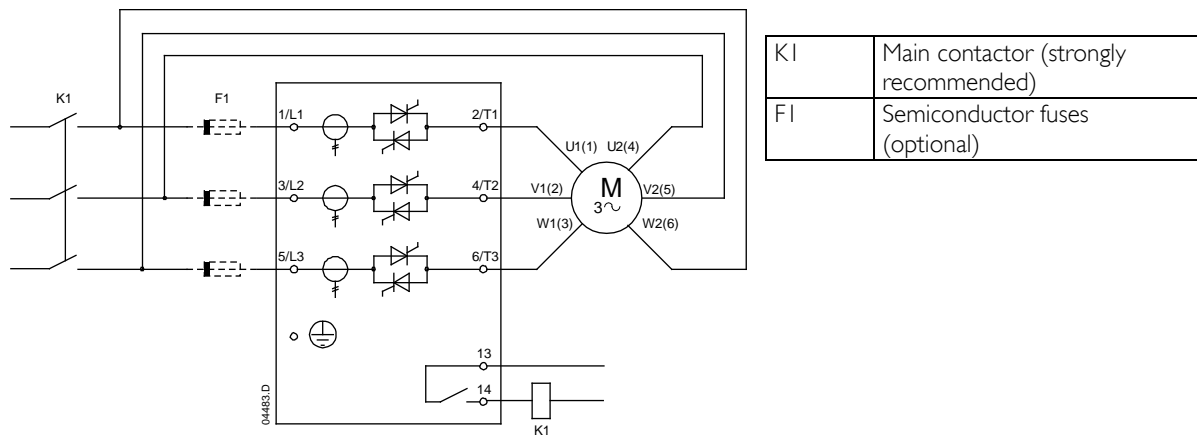 K1
F1
1/L1
2/T1
U1(1)
U2(4)
3/L2
4/T2
V1(2)
M
3~
V2(5)
W1(3)
W2(6)
5/L3
6/T3
13
14
K1
04483.D
K1 Main contactor (strongly
recommended)
F1 Semiconductor fuses
(optional)